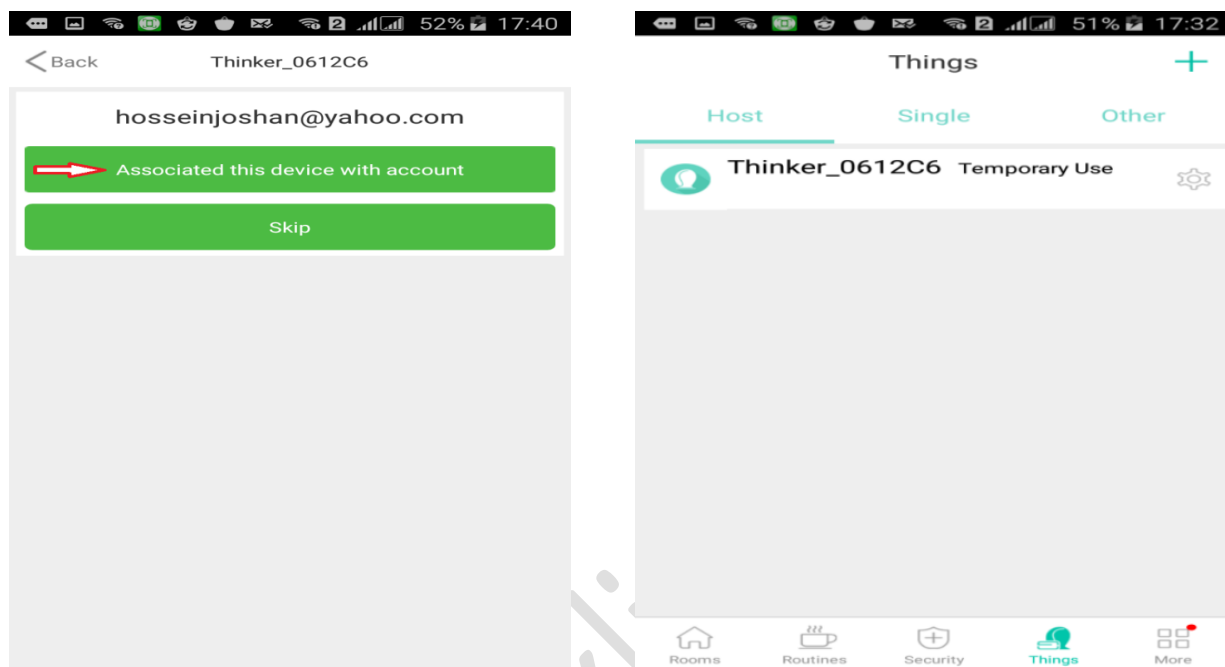 52% 17:40
Back Thinker_0612C6
hosseinjoshan@yahoo.com
Associated this device with account
Skip
2 51% 17:32
Things
Host Single Other
Thinker_0612C6 Temporary Use
Rooms Routines Security Things More